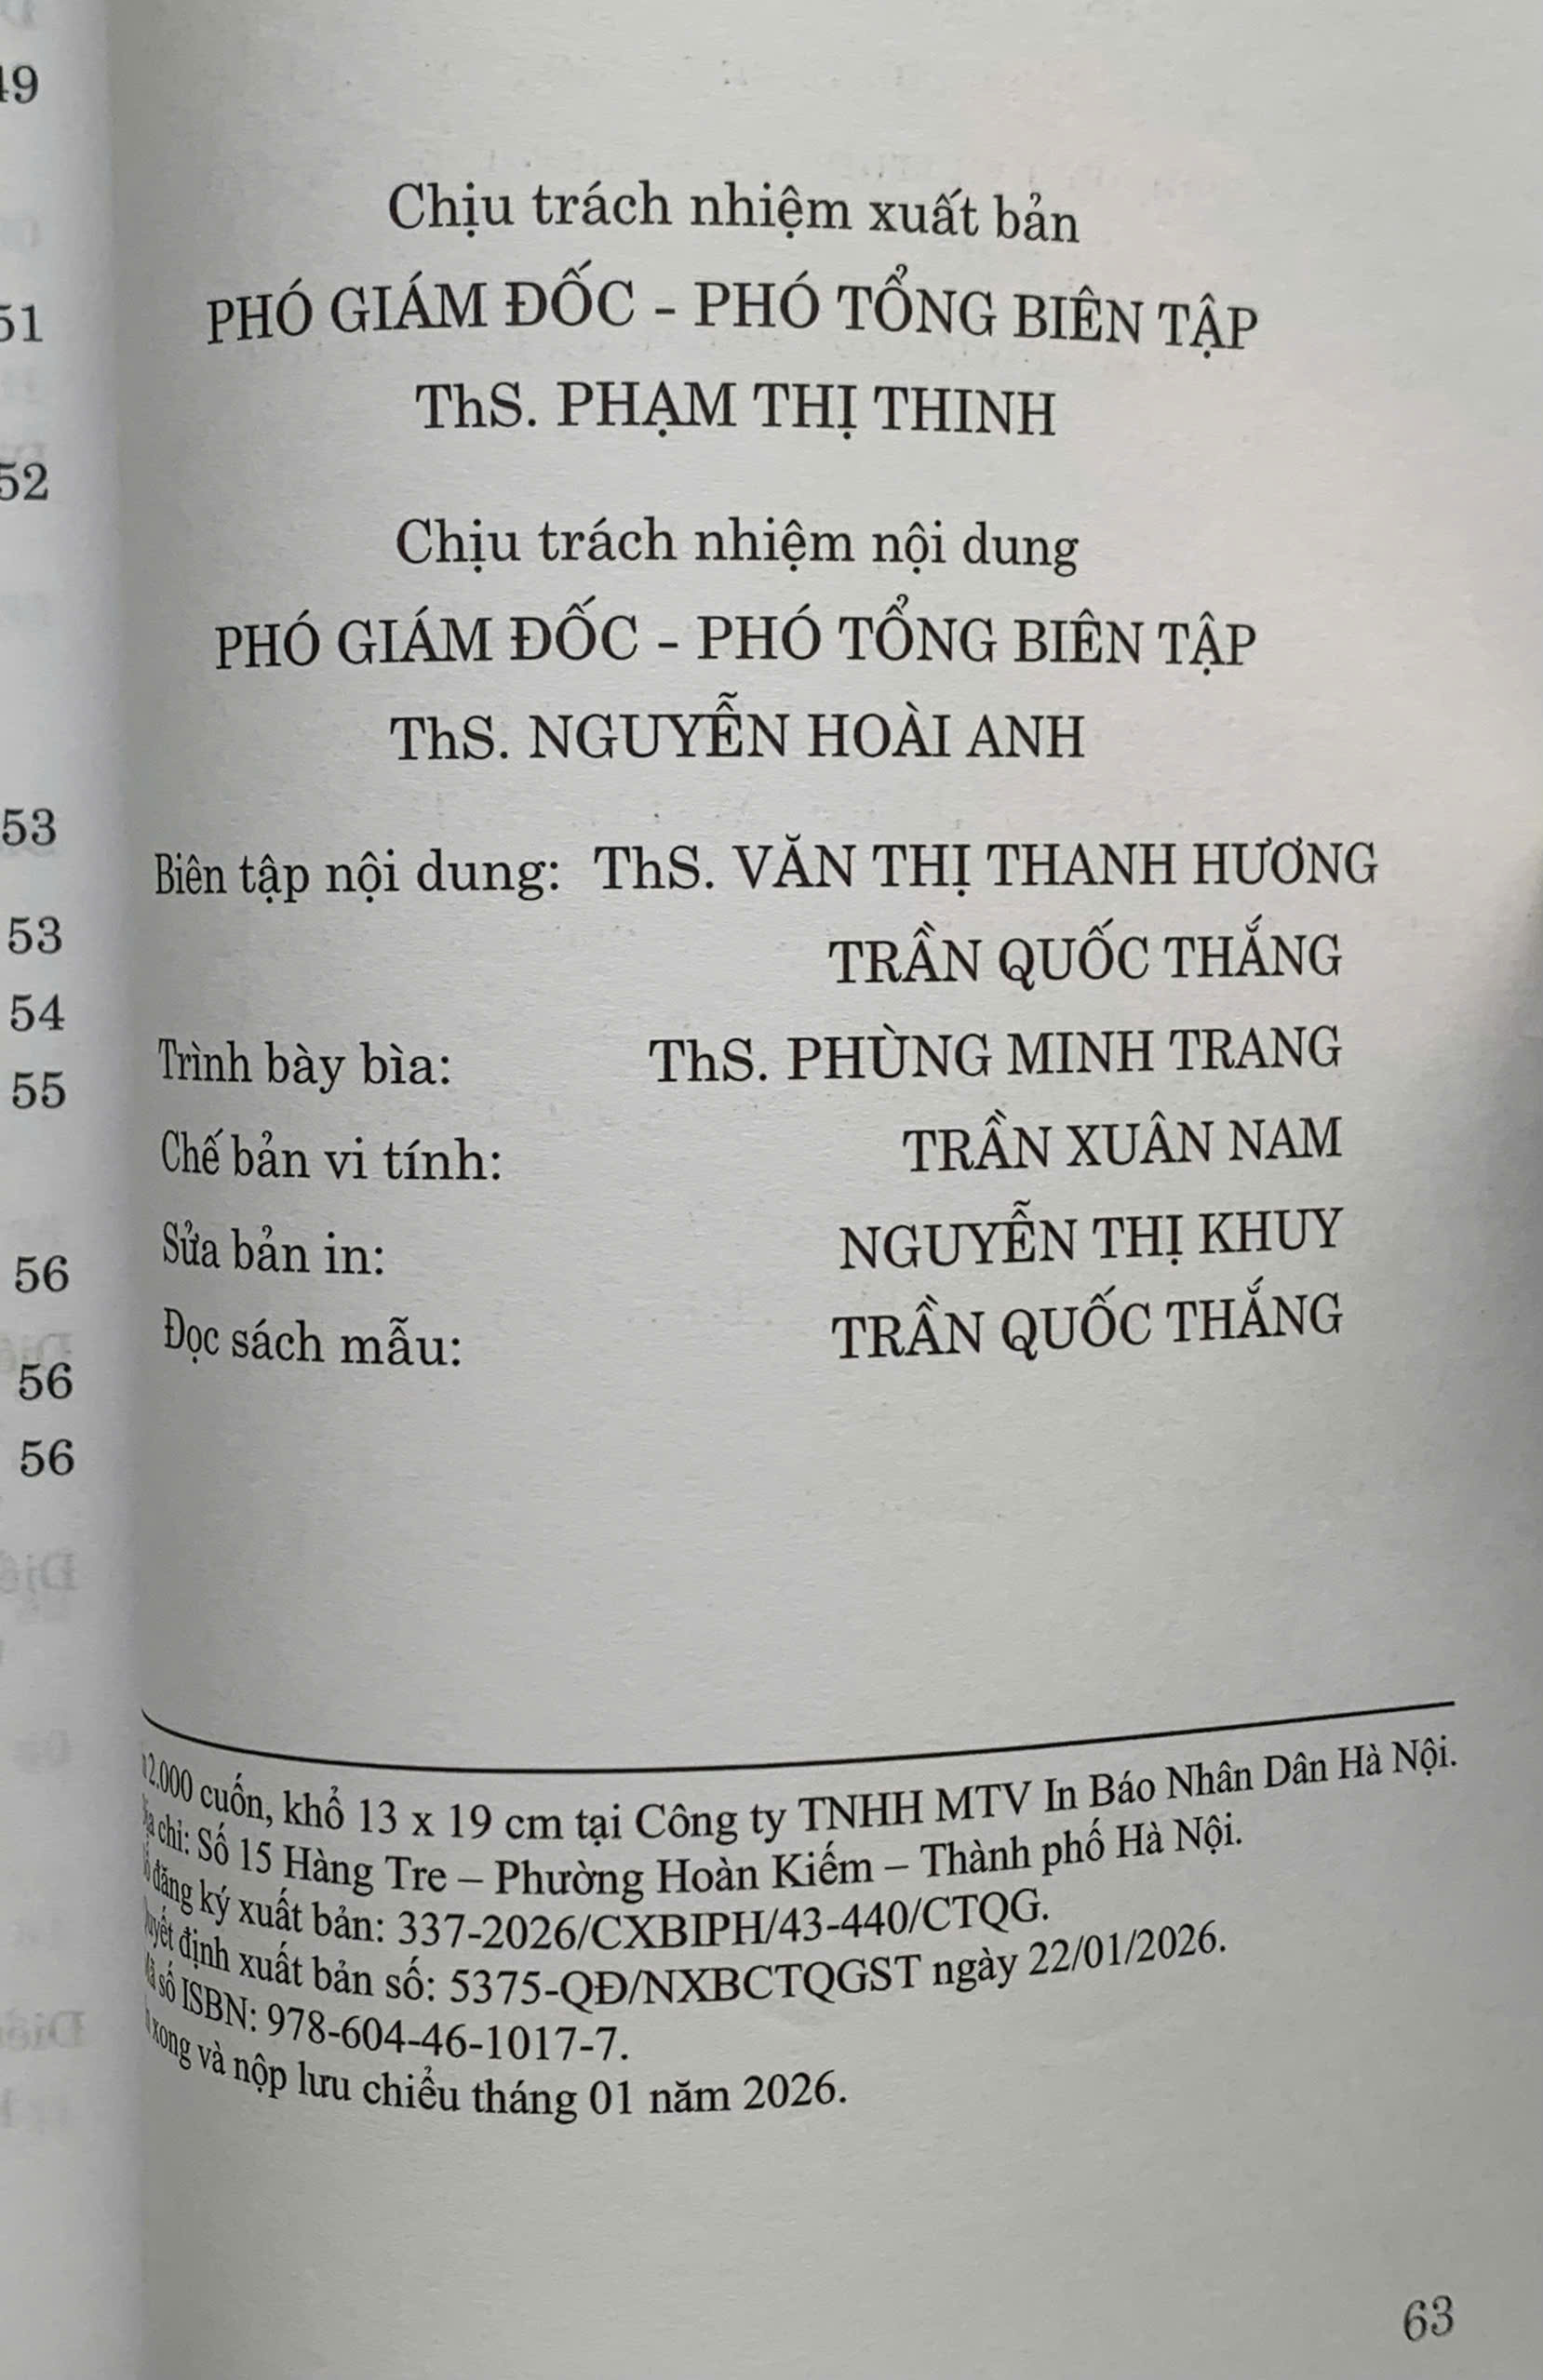 49
51
52
53
53
54
55
56
56
56
Chịu trách nhiệm xuất bản
PHÓ GIÁM ĐỐC - PHÓ TỔNG BIÊN TẬP
ThS. PHẠM THỊ THINH
Chịu trách nhiệm nội dung
PHÓ GIÁM ĐỐC - PHÓ TỔNG BIÊN TẬP
ThS. NGUYỄN HOÀI ANH
Biên tập nội dung: ThS. VĂN THỊ THANH HƯƠNG
TRẦN QUỐC THẮNG
Trình bày bìa: ThS. PHÙNG MINH TRANG
Chế bản vi tính: TRẦN XUÂN NAM
Sửa bản in: NGUYỄN THỊ KHUY
Đọc sách mẫu: TRẦN QUỐC THẮNG
2.000 cuốn, khổ 13 x 19 cm tại Công ty TNHH MTV In Báo Nhân Dân Hà Nội.
chỉ: Số 15 Hàng Tre – Phường Hoàn Kiếm – Thành phố Hà Nội.
đăng ký xuất bản: 337-2026/CXBIPH/43-440/CTQG.
định xuất bản số: 5375-QĐ/NXBCTQGST ngày 22/01/2026.
số ISBN: 978-604-46-1017-7.
xong và nộp lưu chiểu tháng 01 năm 2026.
63